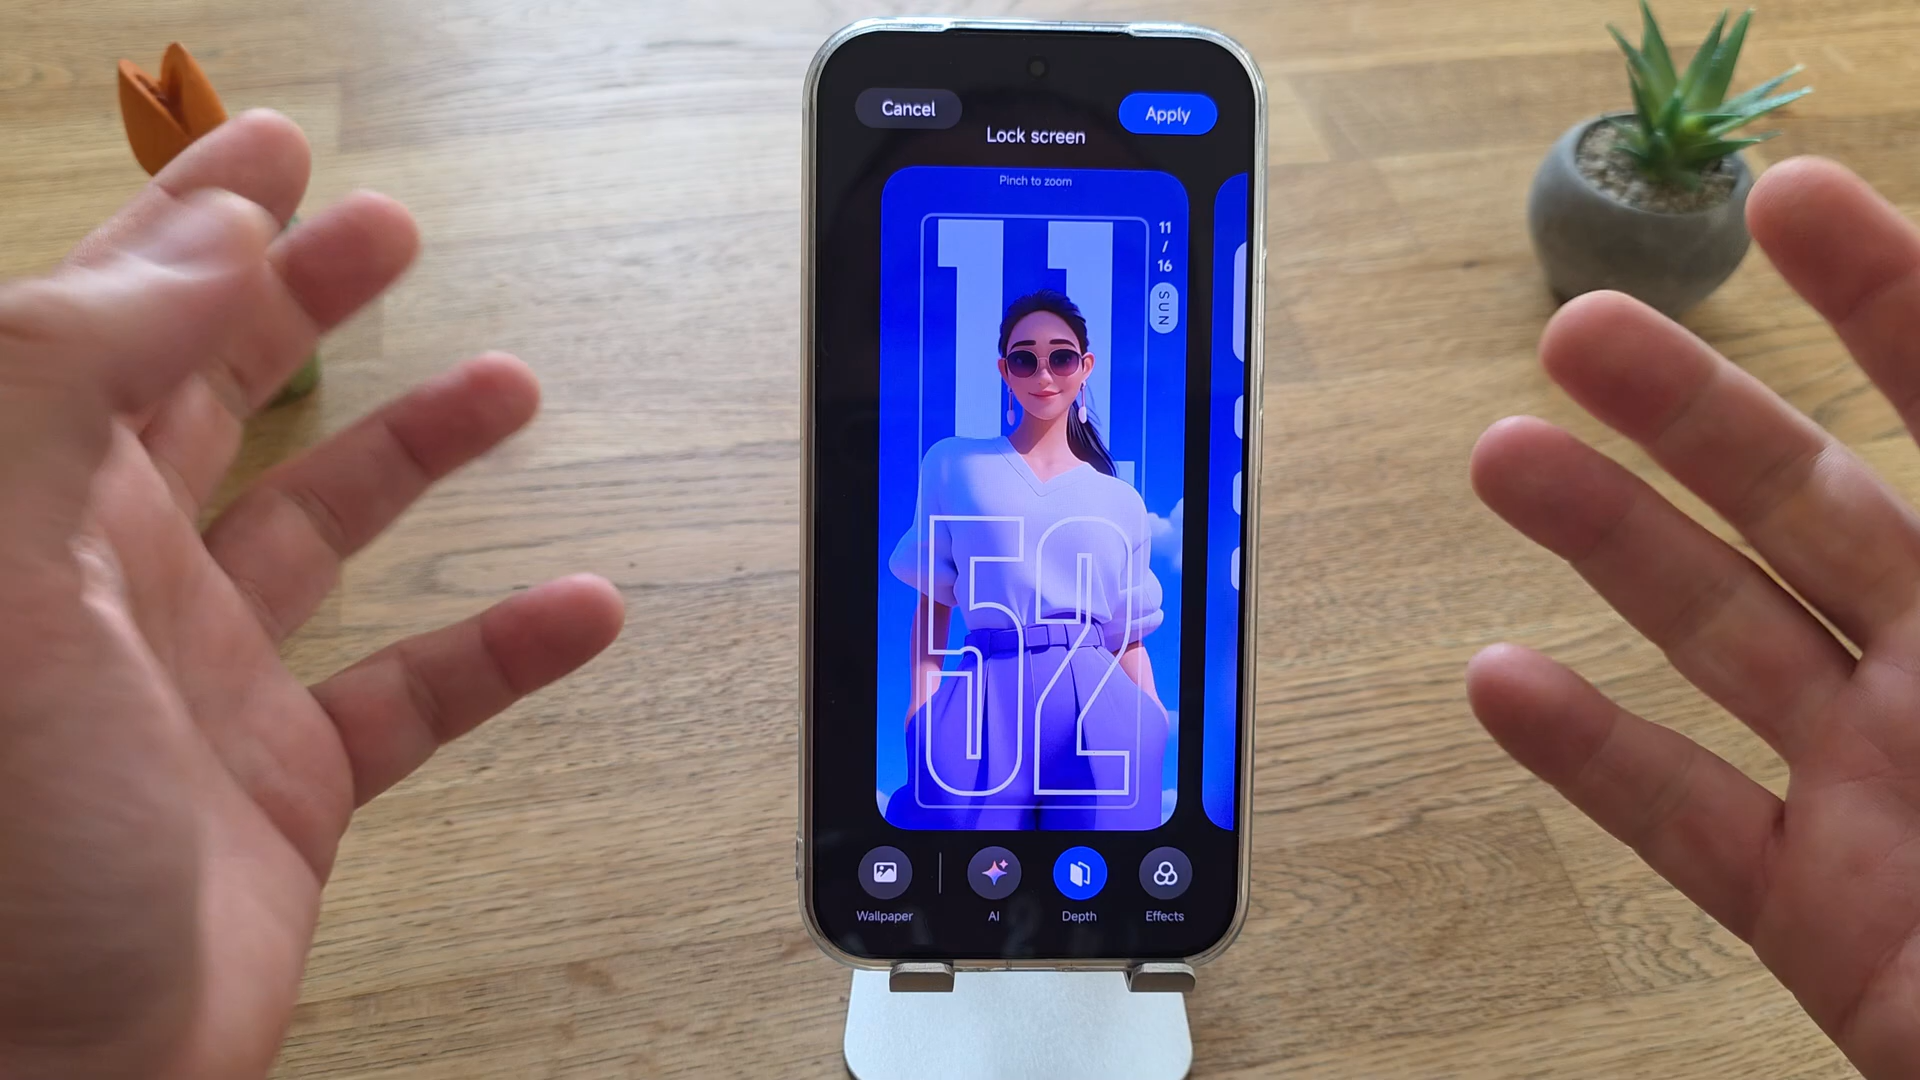 Cancel
Apply
Lock screen
Pinch to zoom
11
11
/
16
SUN
52
Wallpaper
AI
Depth
Effects